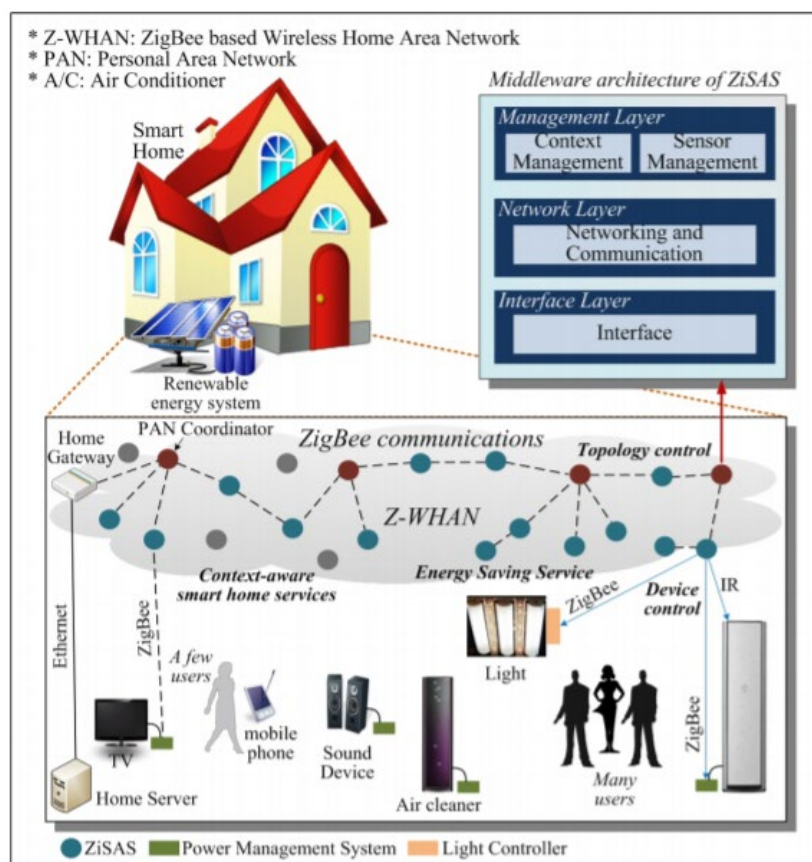 * Z-WHAN: ZigBee based Wireless Home Area Network
* PAN: Personal Area Network
* A/C: Air Conditioner
Smart
Home
Renewable
energy system
Middleware architecture of ZiSAS
Management Layer
Context
Management
Sensor
Management
Network Layer
Networking and
Communication
Interface Layer
Interface
Home
Gateway
PAN Coordinator
ZigBee communications
Topology control
Z-WHAN
Context-aware
smart home services
Energy Saving Service
Device
control
IR
ZigBee
Ethernet
ZigBee
A few
users
mobile
phone
Light
ZigBee
TV
Sound
Device
Home Server
Air cleaner
Many
users
ZiSAS
Power Management System
Light Controller